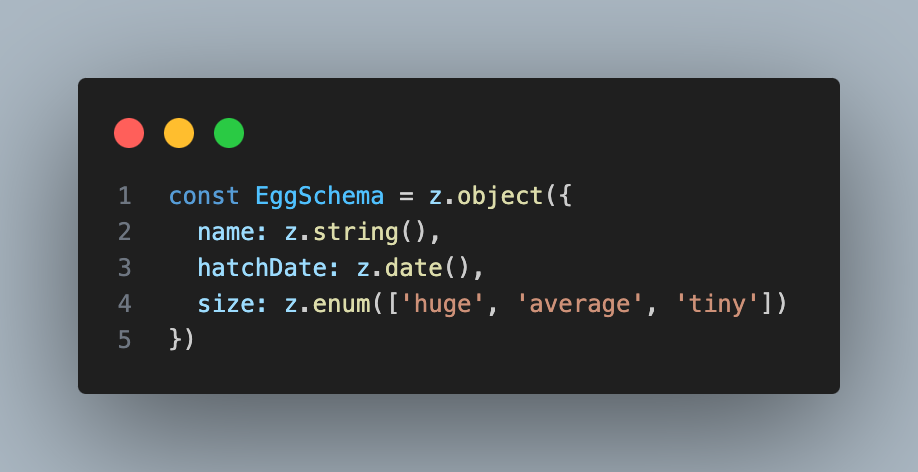 1 const EggSchema = z.object({
2 name: z.string(),
3 hatchDate: z.date(),
4 size: z.enum(['huge', 'average', 'tiny'])
5 })